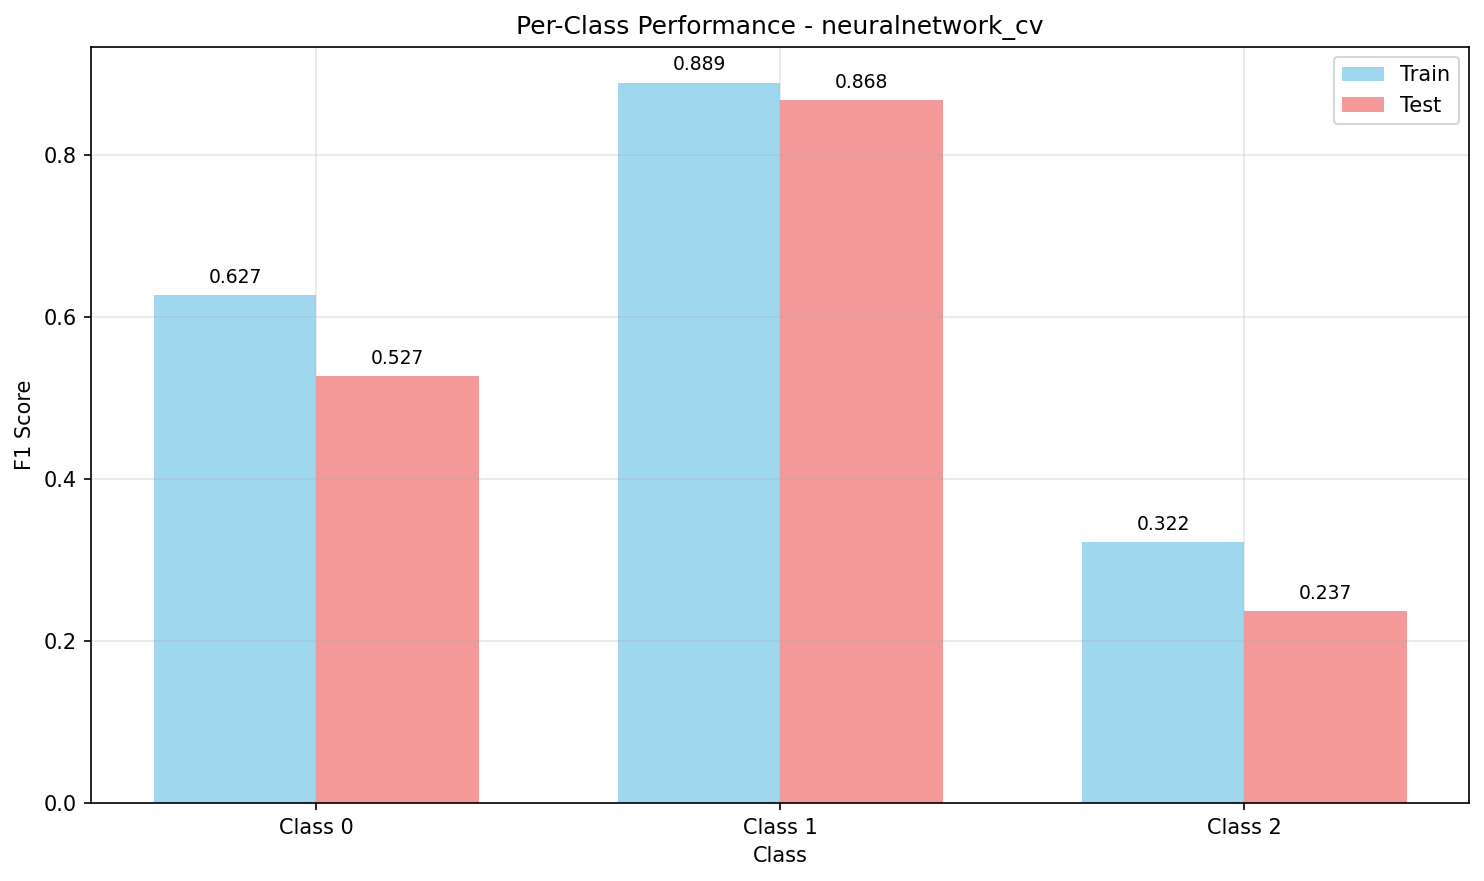 Per-Class Performance - neuralnetwork_cv
Train
Test
0.889
0.868
0.627
0.527
0.322
0.237
F1 Score
0.8
0.6
0.4
0.2
0.0
Class 0
Class 1
Class 2
Class